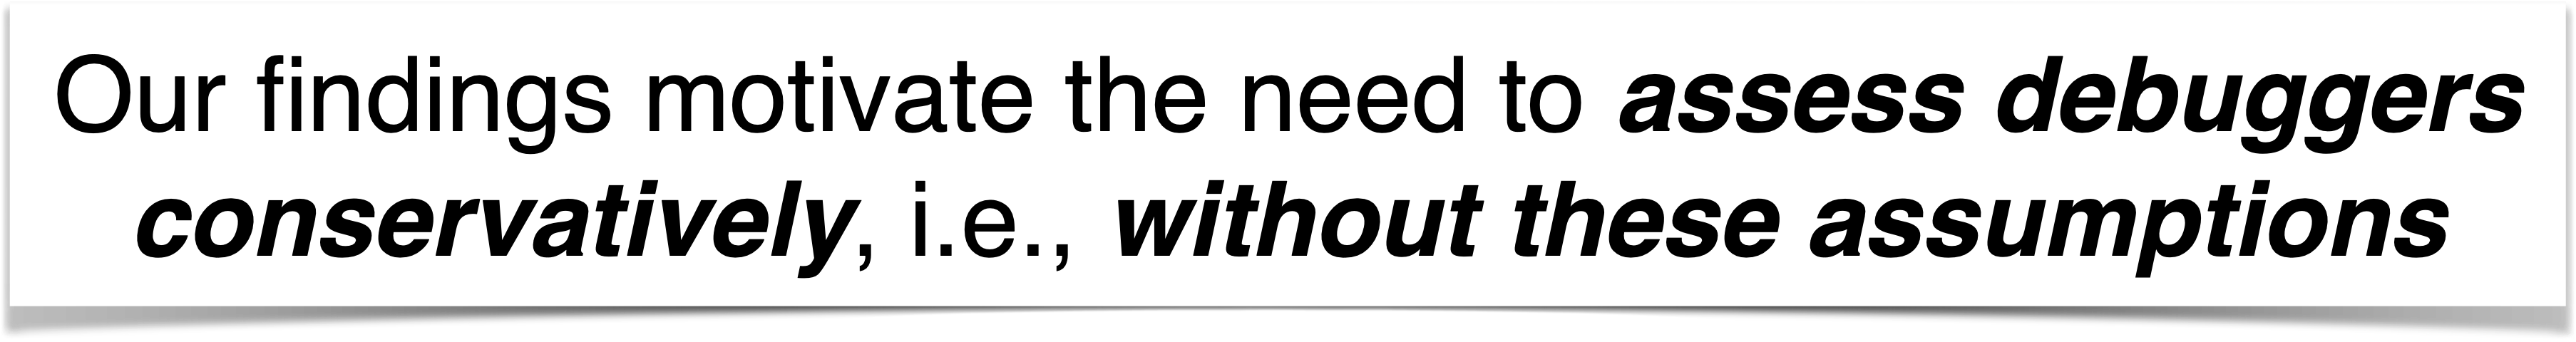 Our findings motivate the need to assess debuggers
conservatively, i.e., without these assumptions